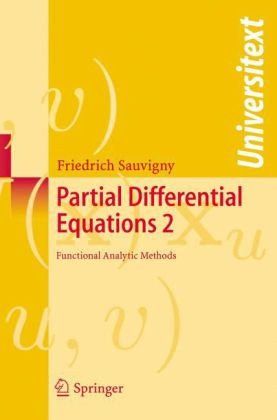 Universitext
, v)
Friedrich Sauvigny
Partial Differential
Equations 2
(x) x u
Functional Analytic Methods
u, v)
Springer